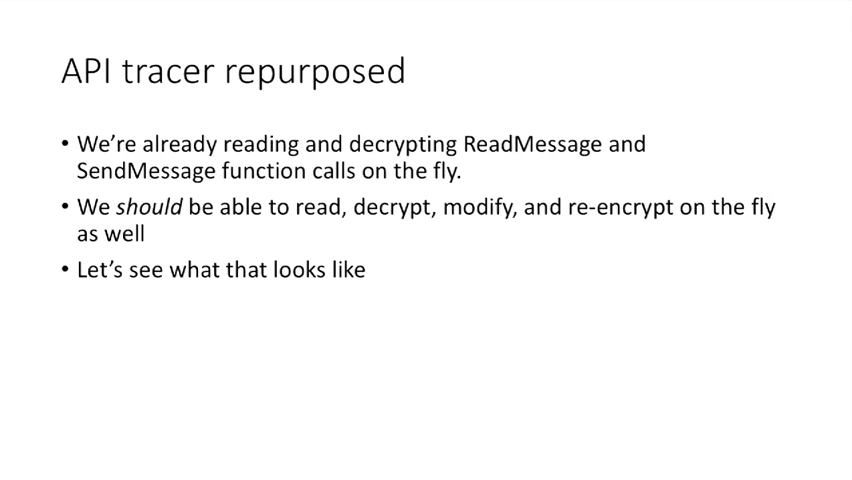 API tracer repurposed
• We’re already reading and decrypting ReadMessage and
SendMessage function calls on the fly.
• We should be able to read, decrypt, modify, and re-encrypt on the fly
as well
• Let’s see what that looks like